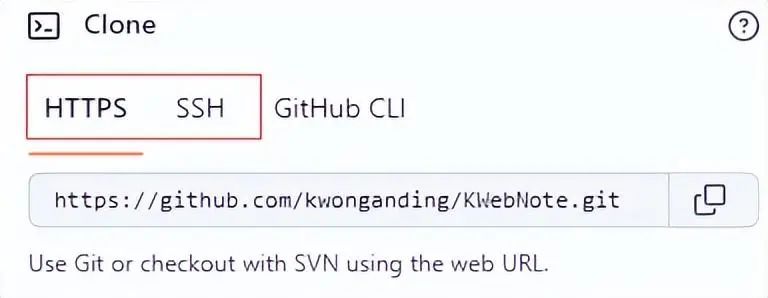 Clone
HTTPS SSH GitHub CLI
https://github.com/kwonganding/KWebNote.git
Use Git or checkout with SVN using the web URL.